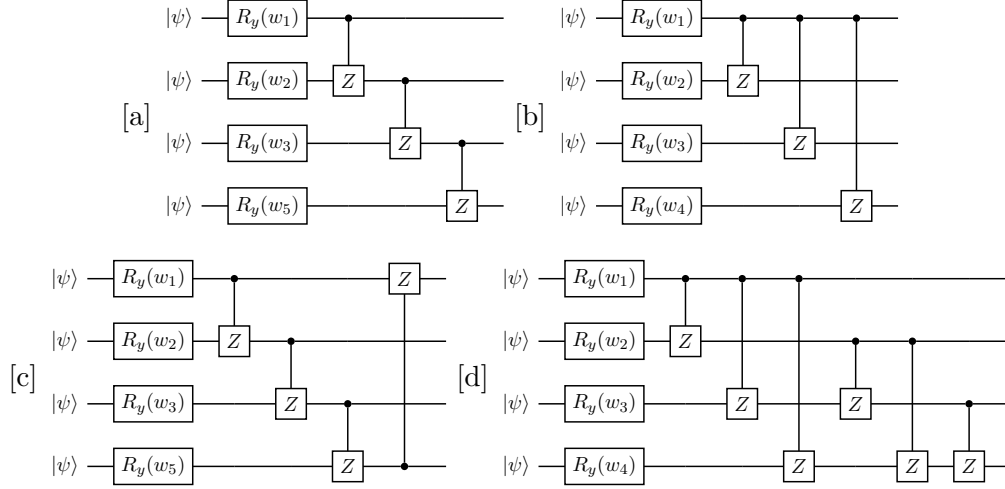 |ψ⟩ R_y(w_1) |ψ⟩ R_y(w_1)
|ψ⟩ R_y(w_2) Z |ψ⟩ R_y(w_2) Z
[a] [b]
|ψ⟩ R_y(w_3) Z |ψ⟩ R_y(w_3) Z
|ψ⟩ R_y(w_5) Z |ψ⟩ R_y(w_4) Z
|ψ⟩ R_y(w_1) Z |ψ⟩ R_y(w_1)
|ψ⟩ R_y(w_2) Z |ψ⟩ R_y(w_2) Z
[c] [d]
|ψ⟩ R_y(w_3) Z |ψ⟩ R_y(w_3) Z Z
|ψ⟩ R_y(w_5) Z |ψ⟩ R_y(w_4) Z Z Z